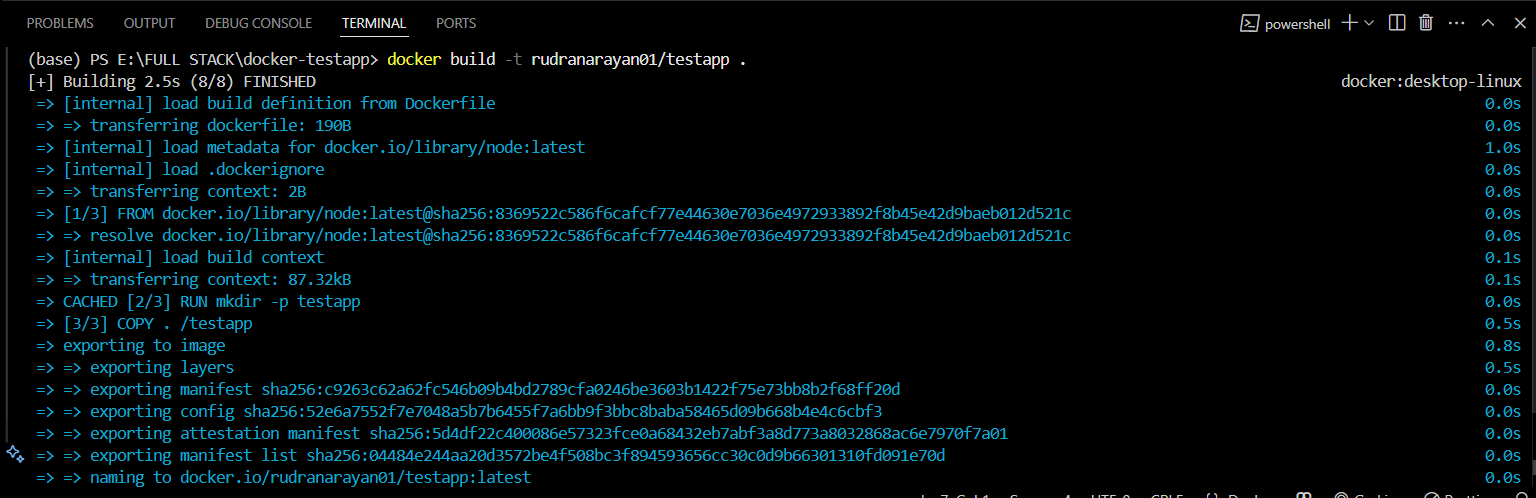 PROBLEMS OUTPUT DEBUG CONSOLE TERMINAL PORTS powershell
(base) PS E:\FULL STACK\docker-testapp> docker build -t rudranarayan01/testapp .
[+] Building 2.5s (8/8) FINISHED docker:desktop-linux
=> [internal] load build definition from Dockerfile 0.0s
=> => transferring dockerfile: 190B 0.0s
=> [internal] load metadata for docker.io/library/node:latest 1.0s
=> [internal] load .dockerignore 0.0s
=> => transferring context: 2B 0.0s
=> [1/3] FROM docker.io/library/node:latest@sha256:8369522c586f6cafcf77e44630e7036e4972933892f8b45e42d9baeb012d521c 0.0s
=> => resolve docker.io/library/node:latest@sha256:8369522c586f6cafcf77e44630e7036e4972933892f8b45e42d9baeb012d521c 0.0s
=> [internal] load build context 0.1s
=> => transferring context: 87.32kB 0.1s
=> CACHED [2/3] RUN mkdir -p testapp 0.0s
=> [3/3] COPY . /testapp 0.5s
=> exporting to image 0.8s
=> => exporting layers 0.5s
=> => exporting manifest sha256:c9263c62a62fc546b09b4bd2789cfa0246be3603b1422f75e73bb8b2f68ff20d 0.0s
=> => exporting config sha256:52e6a7552f7e7048a5b7b6455f7a6bb9f3bbc8baba58465d09b668b4e4c6cbf3 0.0s
=> => exporting attestation manifest sha256:5d4df22c400086e57323fce0a68432eb7abf3a8d773a8032868ac6e7970f7a01 0.0s
=> => exporting manifest list sha256:04484e244aa20d3572be4f508bc3f894593656cc30c0d9b66301310fd091e70d 0.0s
=> => naming to docker.io/rudranarayan01/testapp:latest 0.0s